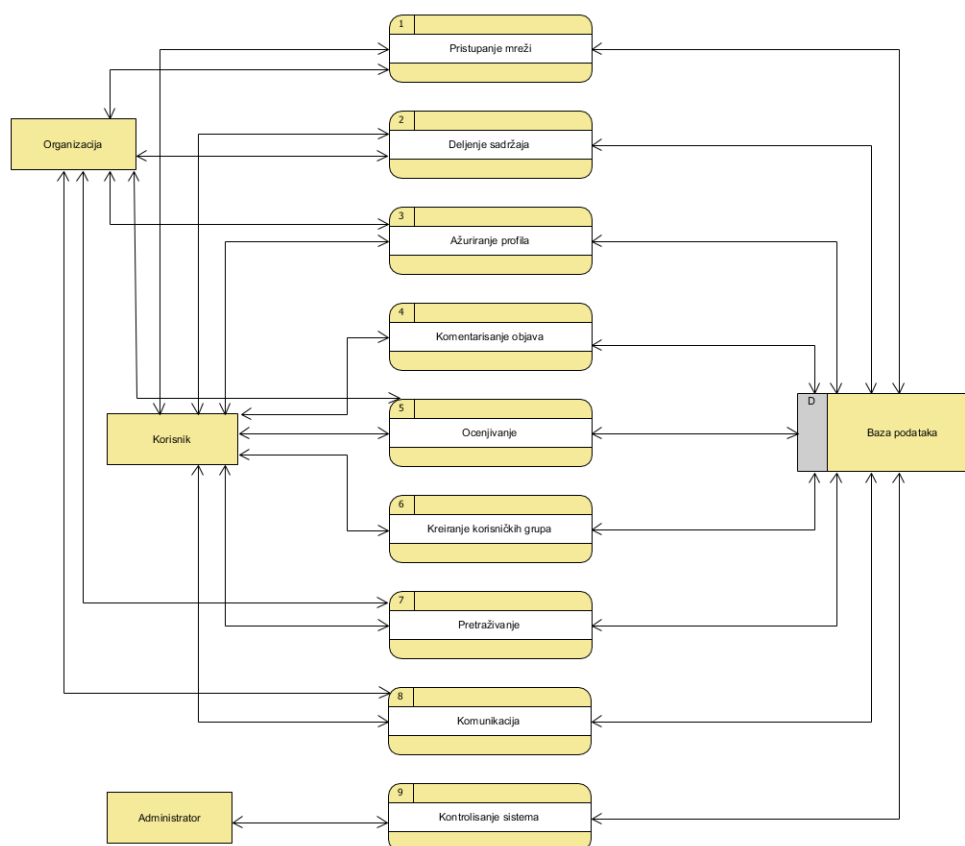 1
Pristupanje mreži
Organizacija
2
Deljenje sadržaja
3
Ažuriranje profila
4
Komentarisanje objava
D
Baza podataka
5
Ocenjivanje
Korisnik
6
Kreiranje korisničkih grupa
7
Pretraživanje
8
Komunikacija
9
Kontrolisanje sistema
Administrator